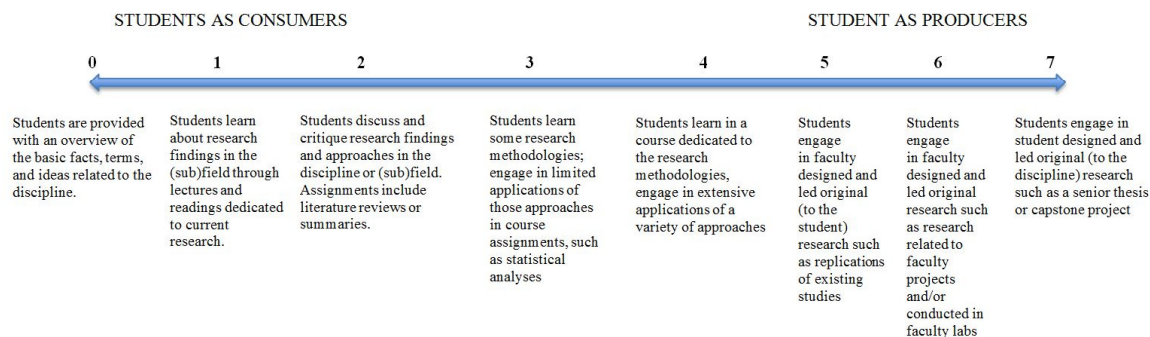 STUDENTS AS CONSUMERS
STUDENT AS PRODUCERS
0
1
2
3
4
5
6
7
Students are provided
with an overview of
the basic facts, terms,
and ideas related to the
discipline.
Students learn
about research
findings in the
(sub)field through
lectures and
readings dedicated
to current
research.
Students discuss and
critique research findings
and approaches in the
discipline or (sub)field.
Assignments include
literature reviews or
summaries.
Students learn
some research
methodologies;
engage in limited
applications of
those approaches
in course
assignments, such
as statistical
analyses
Students learn in a
course dedicated to
the research
methodologies,
engage in extensive
applications of a
variety of approaches
Students
engage
in faculty
designed and
led original
(to the
student)
research such
as replications
of existing
studies
Students
engage
in faculty
designed and
led original
research such
as research
related to
faculty
projects
and/or
conducted in
faculty labs
Students engage in
student designed and
led original (to the
discipline) research
such as a senior thesis
or capstone project